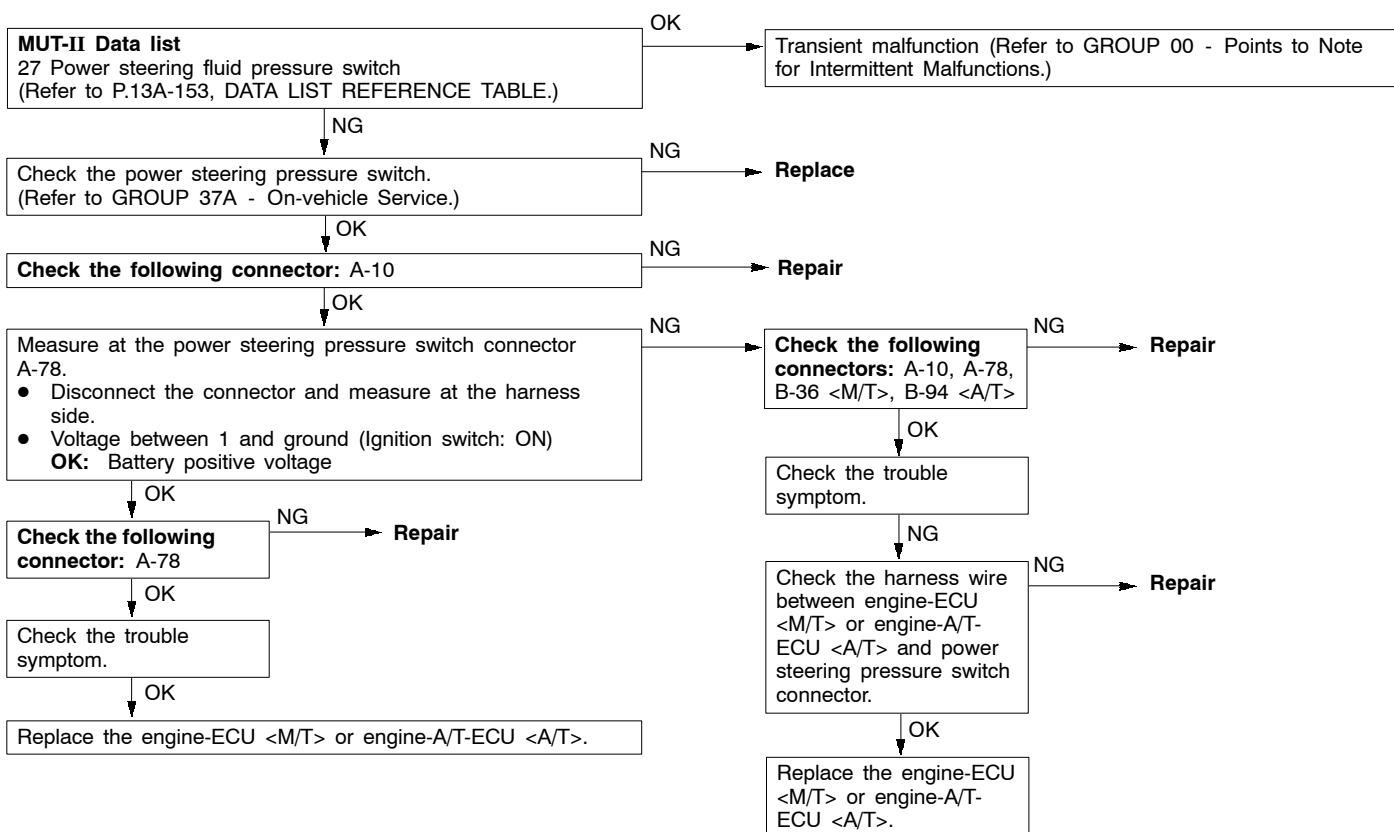 OK
MUT-II Data list
27 Power steering fluid pressure switch
(Refer to P.13A-153, DATA LIST REFERENCE TABLE.)
Transient malfunction (Refer to GROUP 00 - Points to Note
for Intermittent Malfunctions.)
NG
Check the power steering pressure switch.
(Refer to GROUP 37A - On-vehicle Service.)
NG
Replace
OK
Check the following connector: A-10
NG
Repair
OK
Measure at the power steering pressure switch connector
A-78.
● Disconnect the connector and measure at the harness
side.
● Voltage between 1 and ground (Ignition switch: ON)
OK: Battery positive voltage
NG
Check the following
connectors: A-10, A-78,
B-36 <M/T>, B-94 <A/T>
NG
Repair
OK
Check the trouble
symptom.
NG
Check the harness wire
between engine-ECU
<M/T> or engine-A/T-
ECU <A/T> and power
steering pressure switch
connector.
NG
Repair
OK
Replace the engine-ECU
<M/T> or engine-A/T-
ECU <A/T>.
OK
Check the following
connector: A-78
NG
Repair
OK
Check the trouble
symptom.
OK
Replace the engine-ECU <M/T> or engine-A/T-ECU <A/T>.